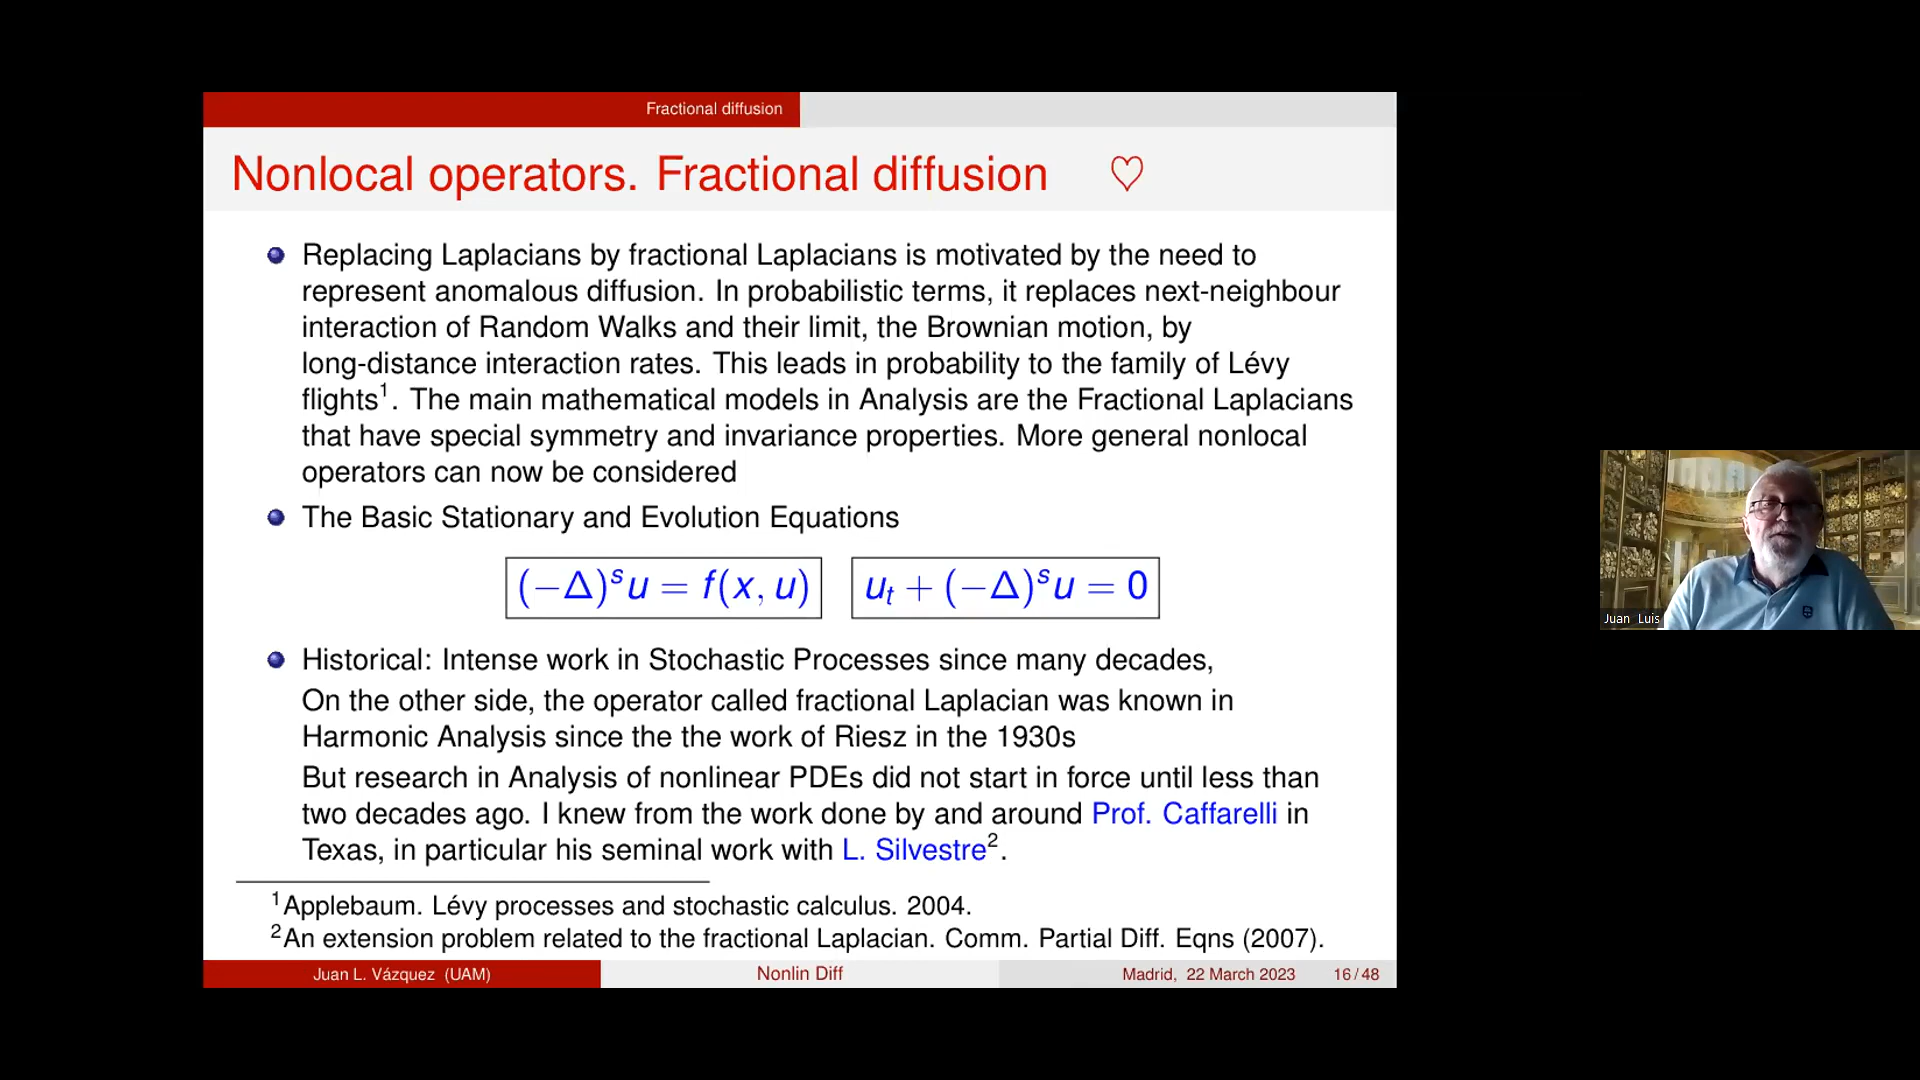 Fractional diffusion
Nonlocal operators. Fractional diffusion ♡
Replacing Laplacians by fractional Laplacians is motivated by the need to
represent anomalous diffusion. In probabilistic terms, it replaces next-neighbour
interaction of Random Walks and their limit, the Brownian motion, by
long-distance interaction rates. This leads in probability to the family of Lévy
flights¹. The main mathematical models in Analysis are the Fractional Laplacians
that have special symmetry and invariance properties. More general nonlocal
operators can now be considered
The Basic Stationary and Evolution Equations
(−Δ)ˢu = f(x, u) uₜ + (−Δ)ˢu = 0
Historical: Intense work in Stochastic Processes since many decades,
On the other side, the operator called fractional Laplacian was known in
Harmonic Analysis since the the work of Riesz in the 1930s
But research in Analysis of nonlinear PDEs did not start in force until less than
two decades ago. I knew from the work done by and around Prof. Caffarelli in
Texas, in particular his seminal work with L. Silvestre².
¹Applebaum. Lévy processes and stochastic calculus. 2004.
²An extension problem related to the fractional Laplacian. Comm. Partial Diff. Eqns (2007).
Juan L. Vázquez (UAM) Nonlin Diff Madrid, 22 March 2023 16/48
Juan Luis